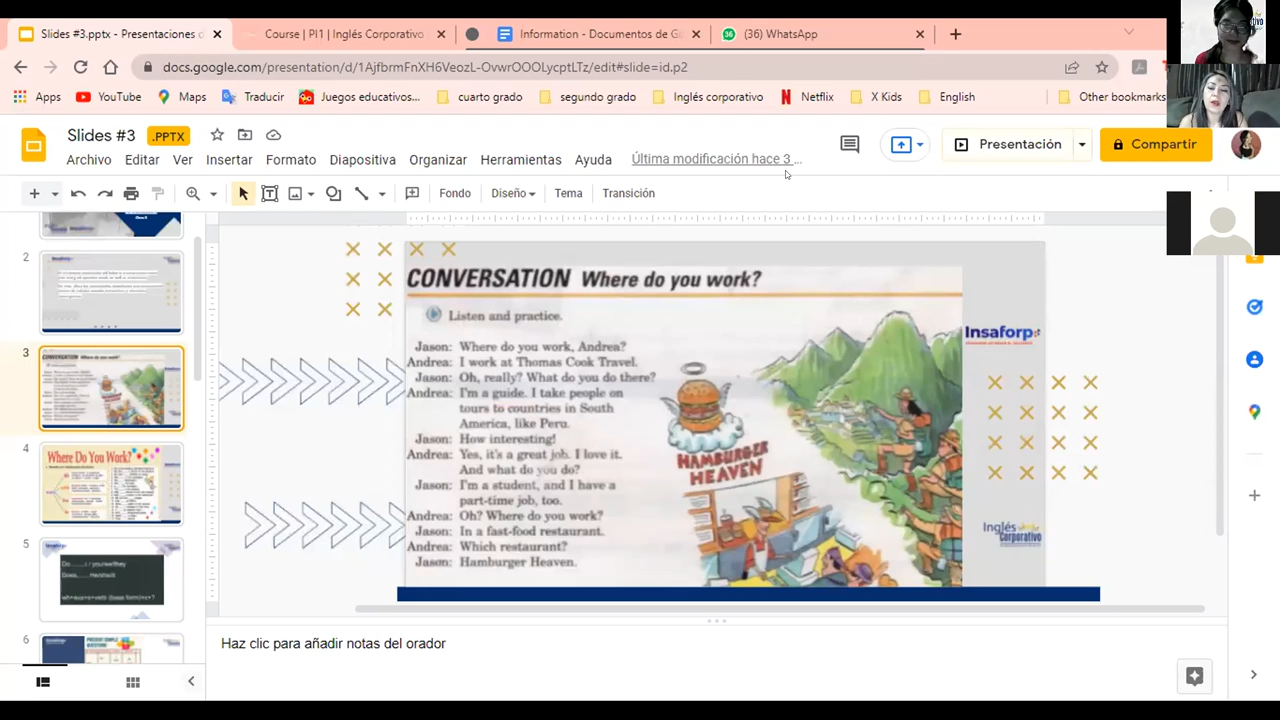 Slides #3.pptx - Presentaciones d
Course | PI1 | Inglés Corporativo
Information - Documentos de G
(36) WhatsApp
docs.google.com/presentation/d/1AjfbrmFnXH6VeozL-OvwrOOOLycptLTz/edit#slide=id.p2
Apps
YouTube
Maps
Traducir
Juegos educativos...
cuarto grado
segundo grado
Inglés corporativo
Netflix
X Kids
English
Other bookmarks
Slides #3
.PPTX
Presentación
Compartir
Archivo
Editar
Ver
Insertar
Formato
Diapositiva
Organizar
Herramientas
Ayuda
Última modificación hace 3 ...
Fondo
Diseño
Tema
Transición
2
3
4
5
6
Where Do You Work?
CONVERSATION Where do you work?
Listen and practice.
Jason: Where do you work, Andrea?
Andrea: I work at Thomas Cook Travel.
Jason: Oh, really? What do you do there?
Andrea: I'm a guide. I take people on
tours to countries in South
America, like Peru.
Jason: How interesting!
Andrea: Yes, it's a great job. I love it.
And what do you do?
Jason: I'm a student, and I have a
part-time job, too.
Andrea: Oh? Where do you work?
Jason: In a fast-food restaurant.
Andrea: Which restaurant?
Jason: Hamburger Heaven.
HAMBURGER
HEAVEN
Insaforp
Inglés
Corporativo
Haz clic para añadir notas del orador